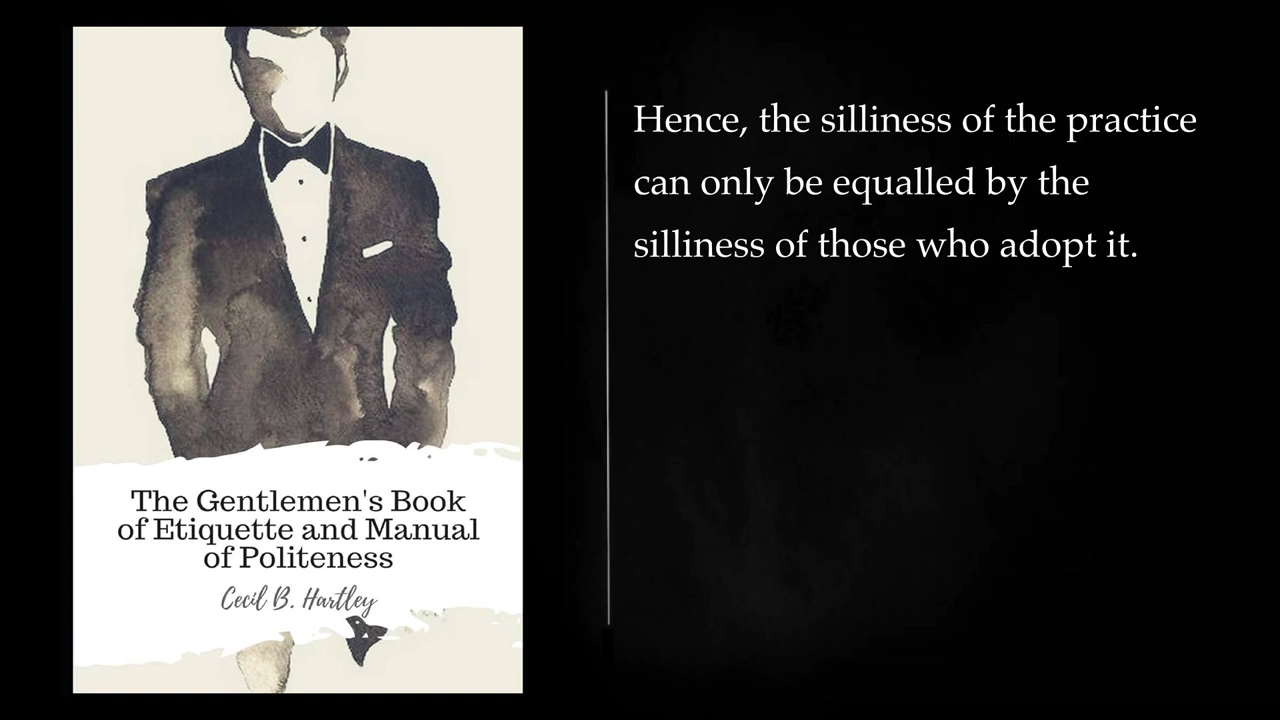 The Gentlemen's Book
of Etiquette and Manual
of Politeness
Cecil B. Hartley
Hence, the silliness of the practice
can only be equalled by the
silliness of those who adopt it.